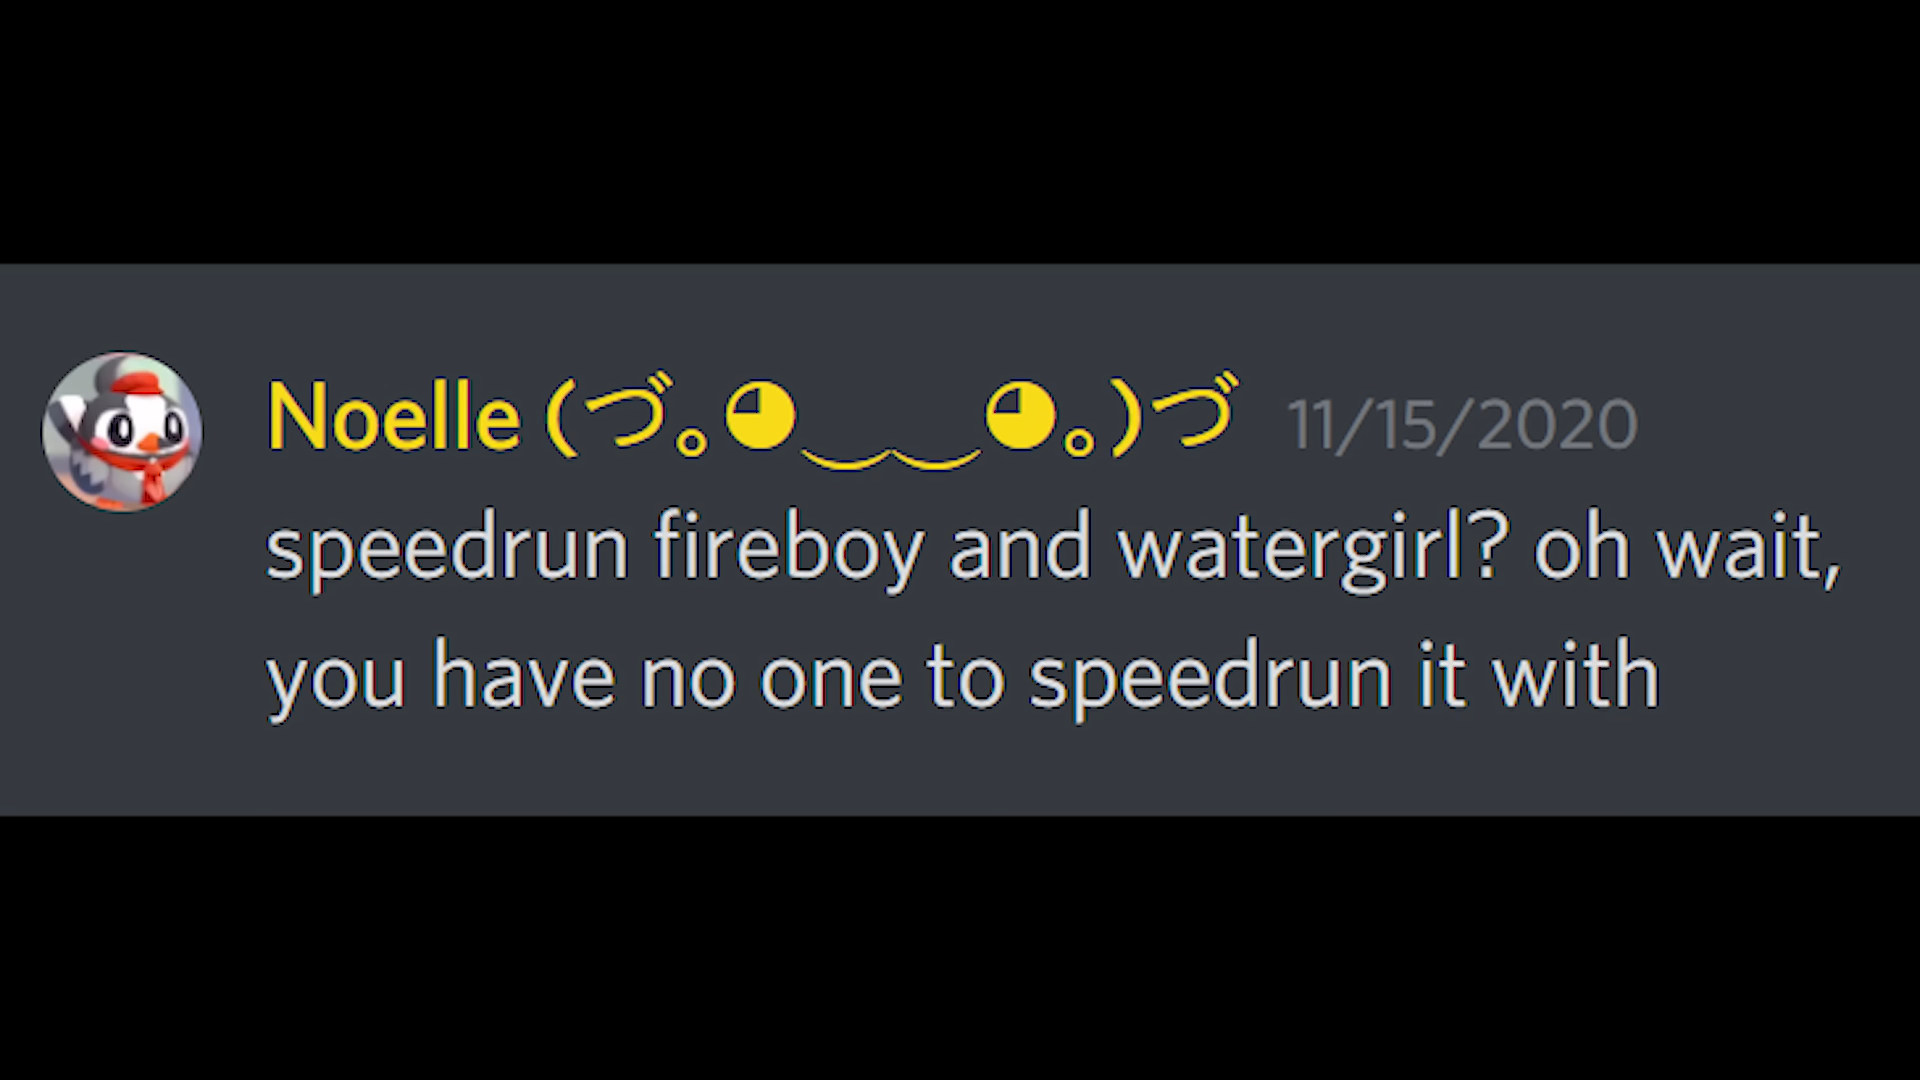 Noelle (づ｡◕‿‿◕｡)づ 11/15/2020
speedrun fireboy and watergirl? oh wait,
you have no one to speedrun it with